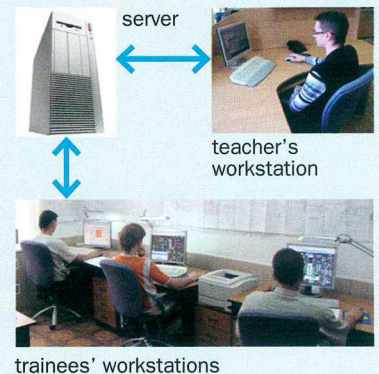 server
teacher's
workstation
trainees' workstations